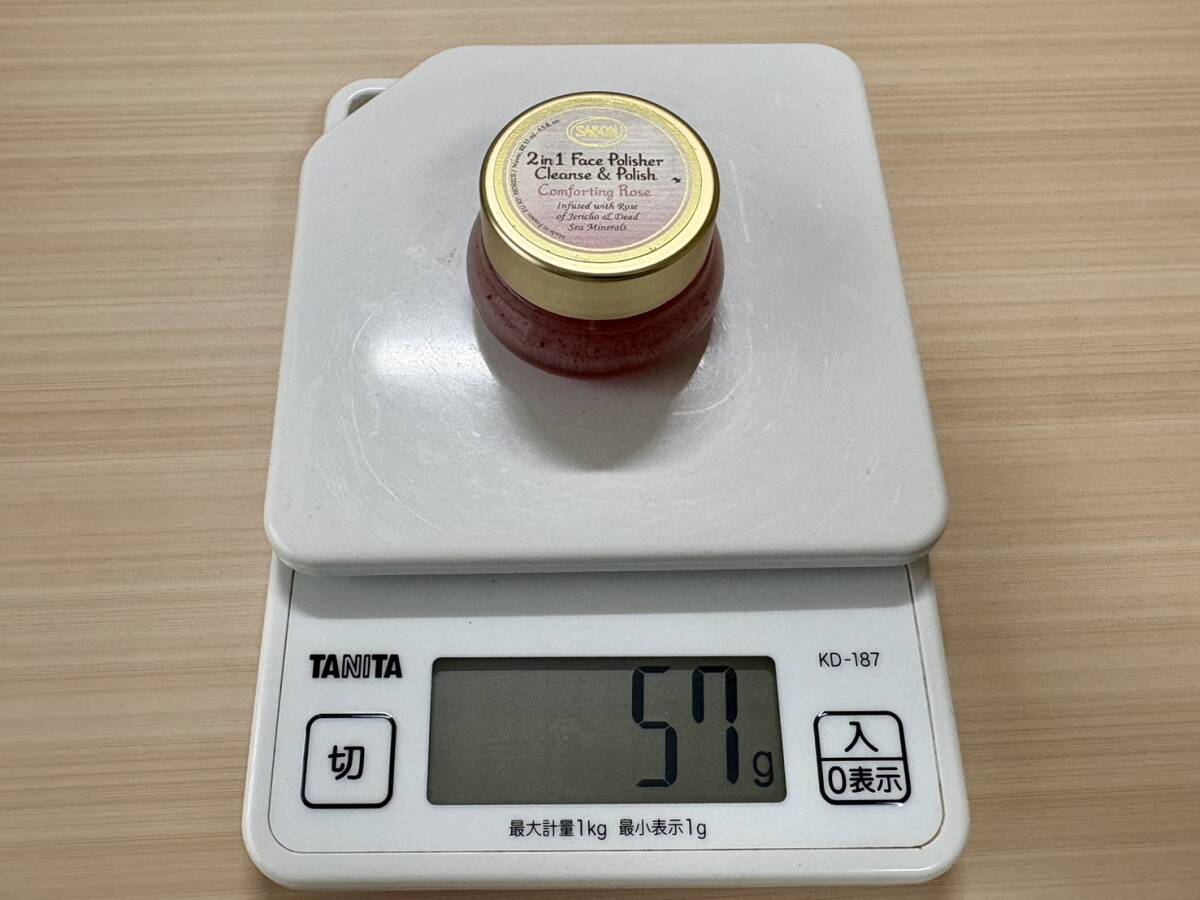 SABON
2 in 1 Face Polisher
Cleanse & Polish
Comforting Rose
Infused with Rose
of Jericho & Dead
Sea Minerals
TANITA
KD-187
57g
切
入
0表示
最大計量1kg 最小表示1g